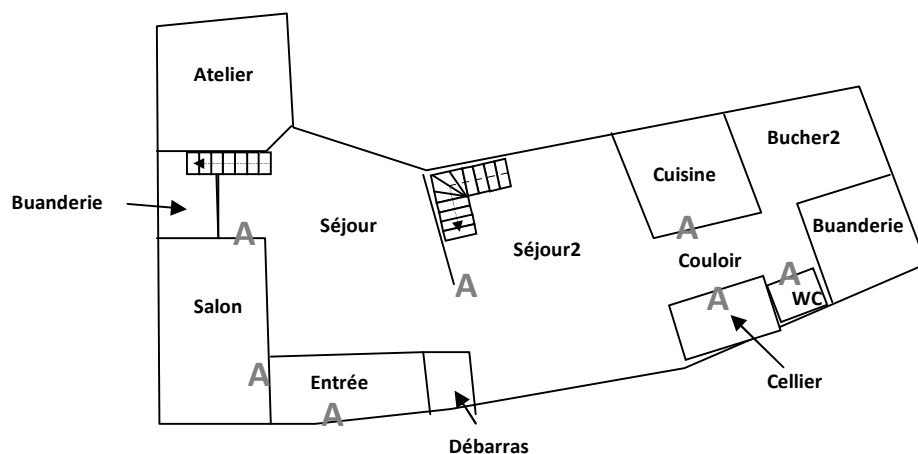 Atelier
Bucher2
Cuisine
Buanderie
Séjour
Buanderie
A
A
Séjour2
Couloir
A
A
A
Salon
WC
A
Entrée
Cellier
A
Débarras